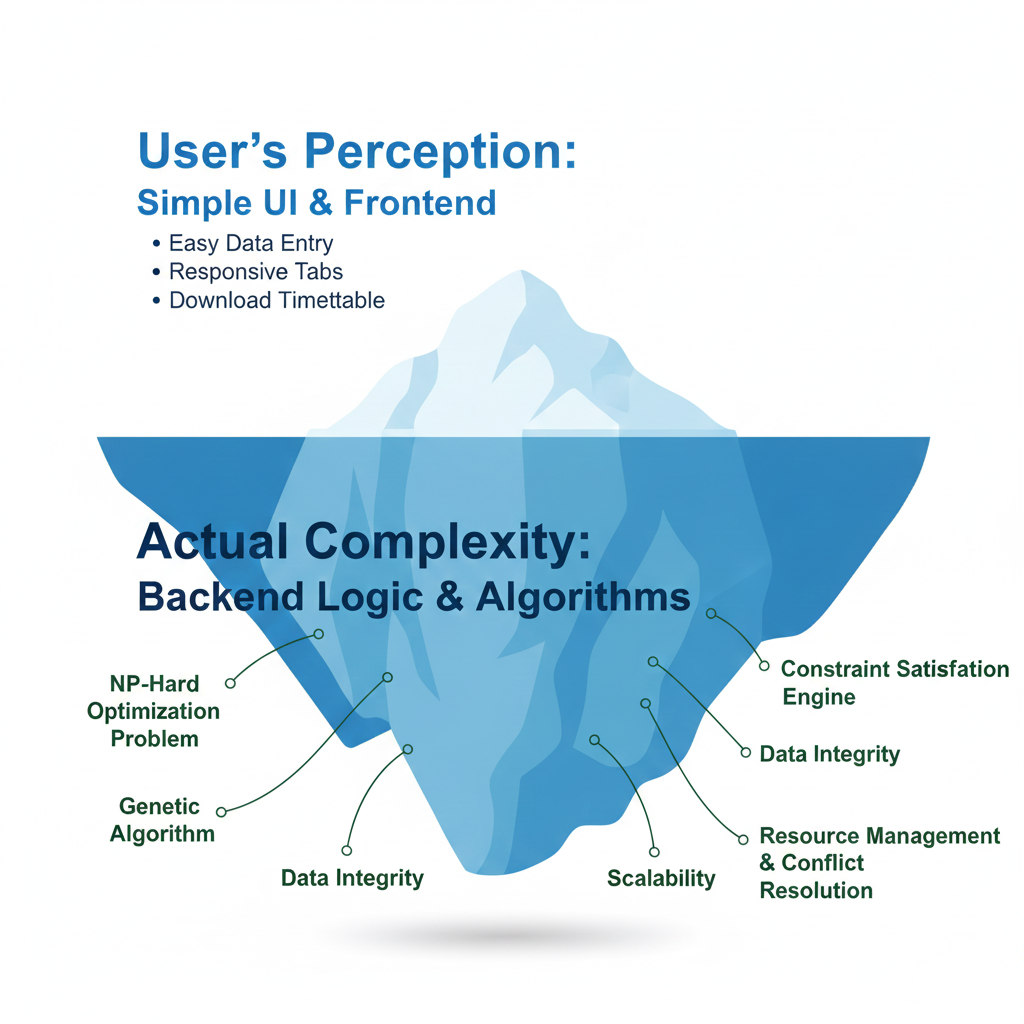 User's Perception:
Simple UI & Frontend
• Easy Data Entry
• Responsive Tabs
• Download Timettable
Actual Complexity:
Backend Logic & Algorithms
NP-Hard
Optimization
Problem
Genetic
Algorithm
Data Integrity
Scalability
Constraint Satisfation
Engine
Data Integrity
Resource Management
& Conflict
Resolution